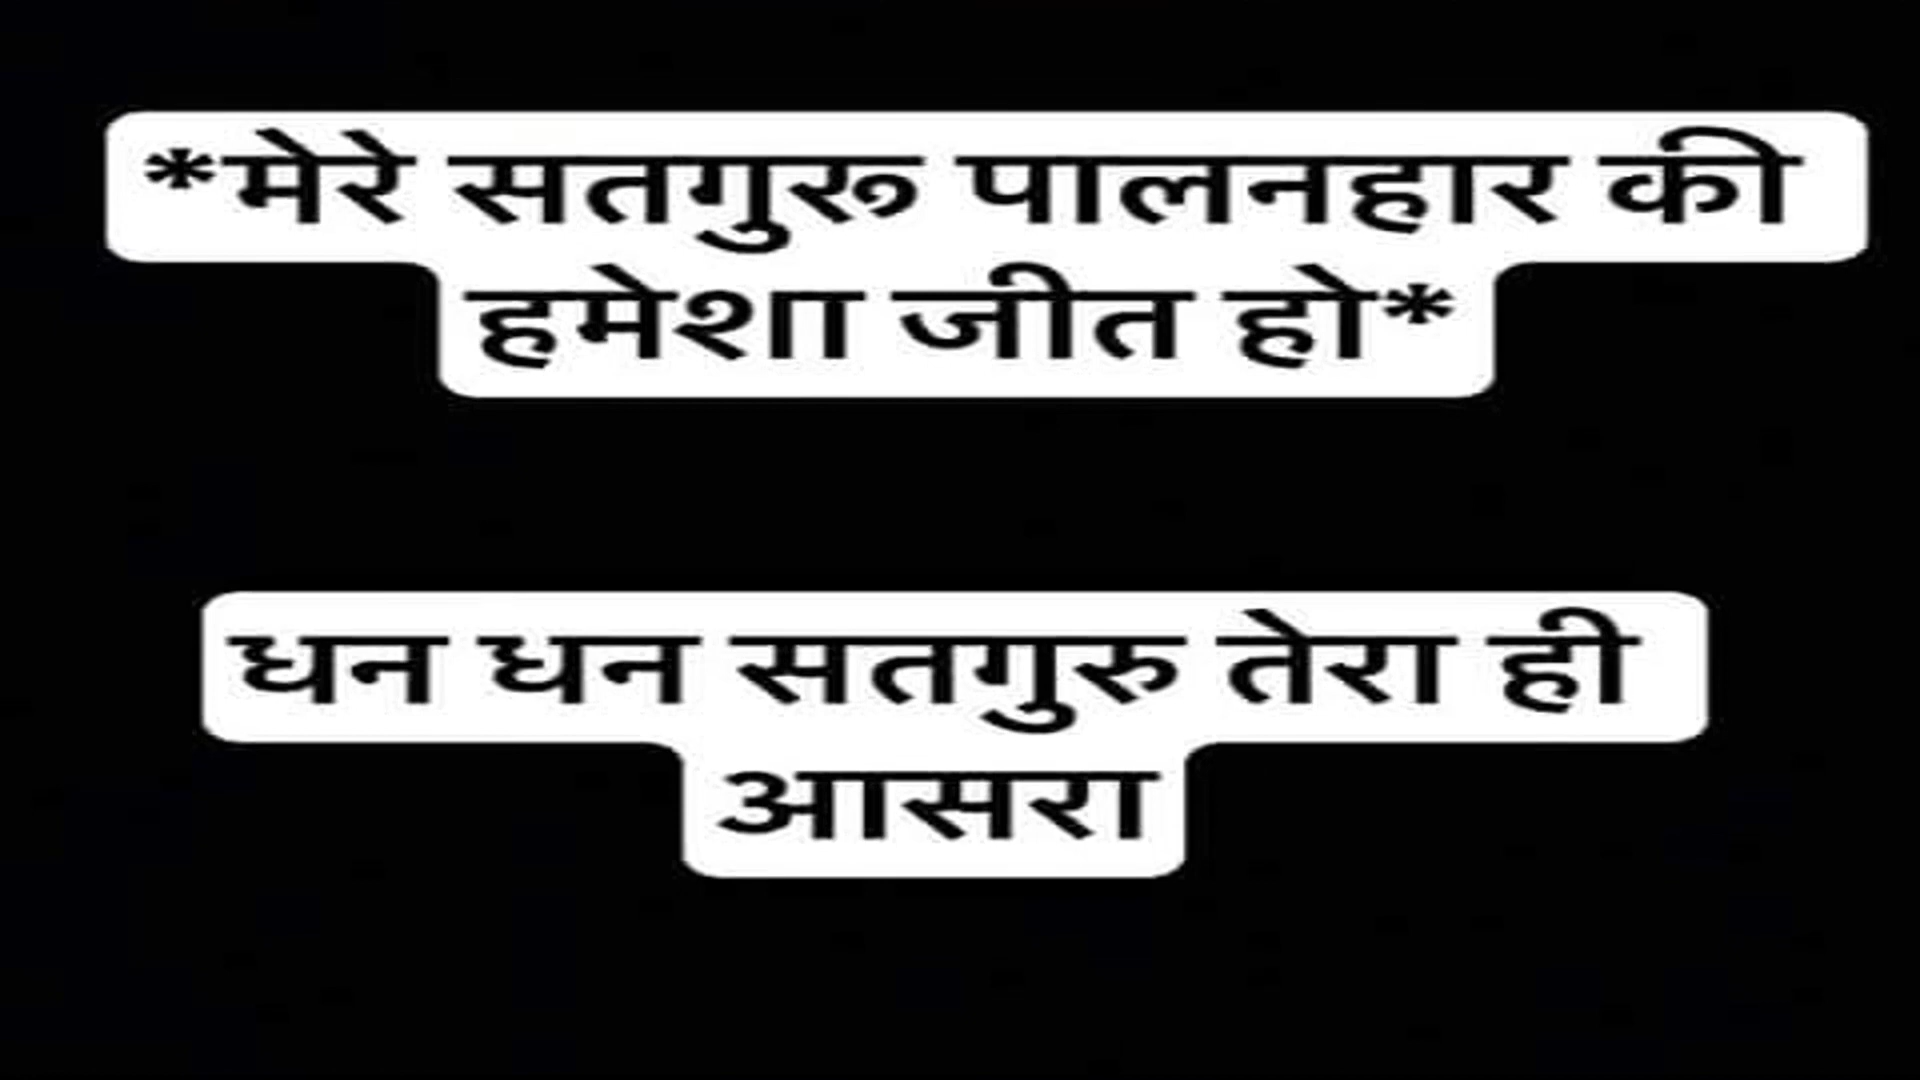 *मेरे सतगुरू पालनहार की
हमेशा जीत हो*
धन धन सतगुरु तेरा ही
आसरा